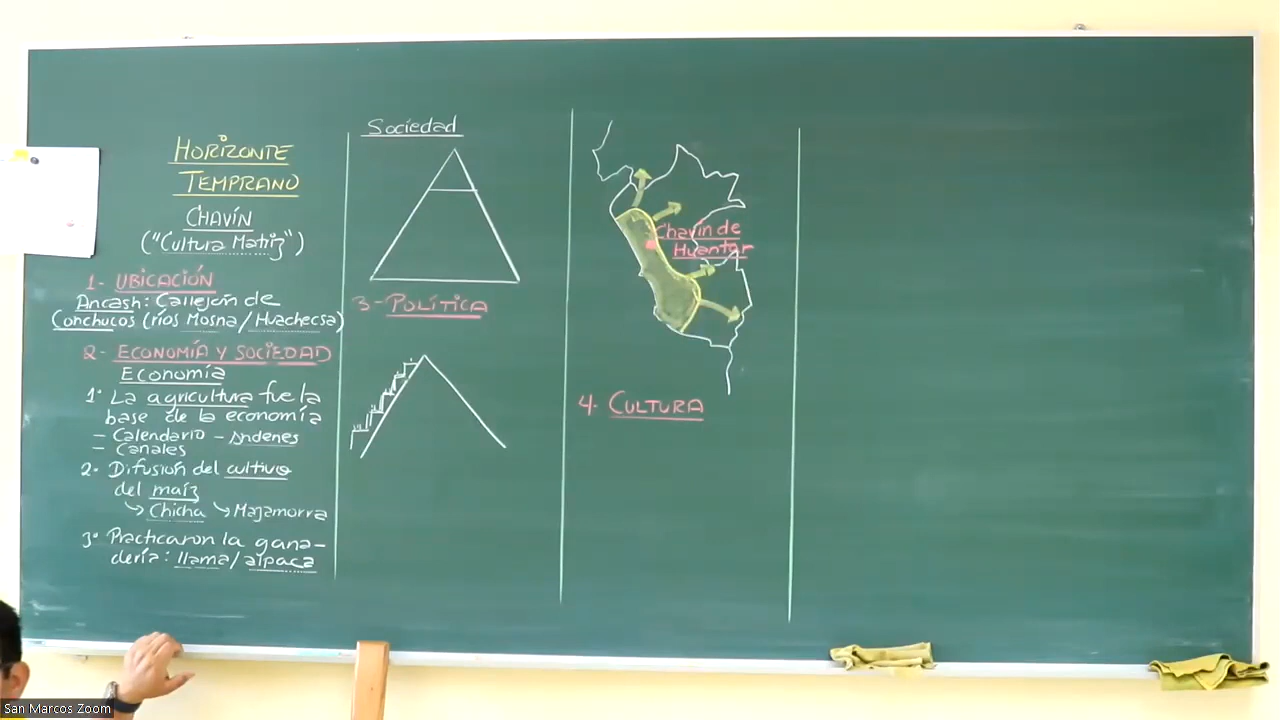 HORIZONTE
TEMPRANO
CHAVÍN
("Cultura Matriz")
1- UBICACIÓN
Ancash: Callejón de
Conchucos (ríos Mosna/Huachecsa)
2- ECONOMÍA Y SOCIEDAD
Economía
1° La agricultura fue la
base de la economía
- Calendario - Andenes
- Canales
2° Difusión del cultivo
del maíz
↳ Chicha ↘ Mazamorra
3° Practicaron la gana-
dería: llama/alpaca
Sociedad
3- POLÍTICA
Chavín de
Huantar
4- CULTURA
San Marcos Zoom